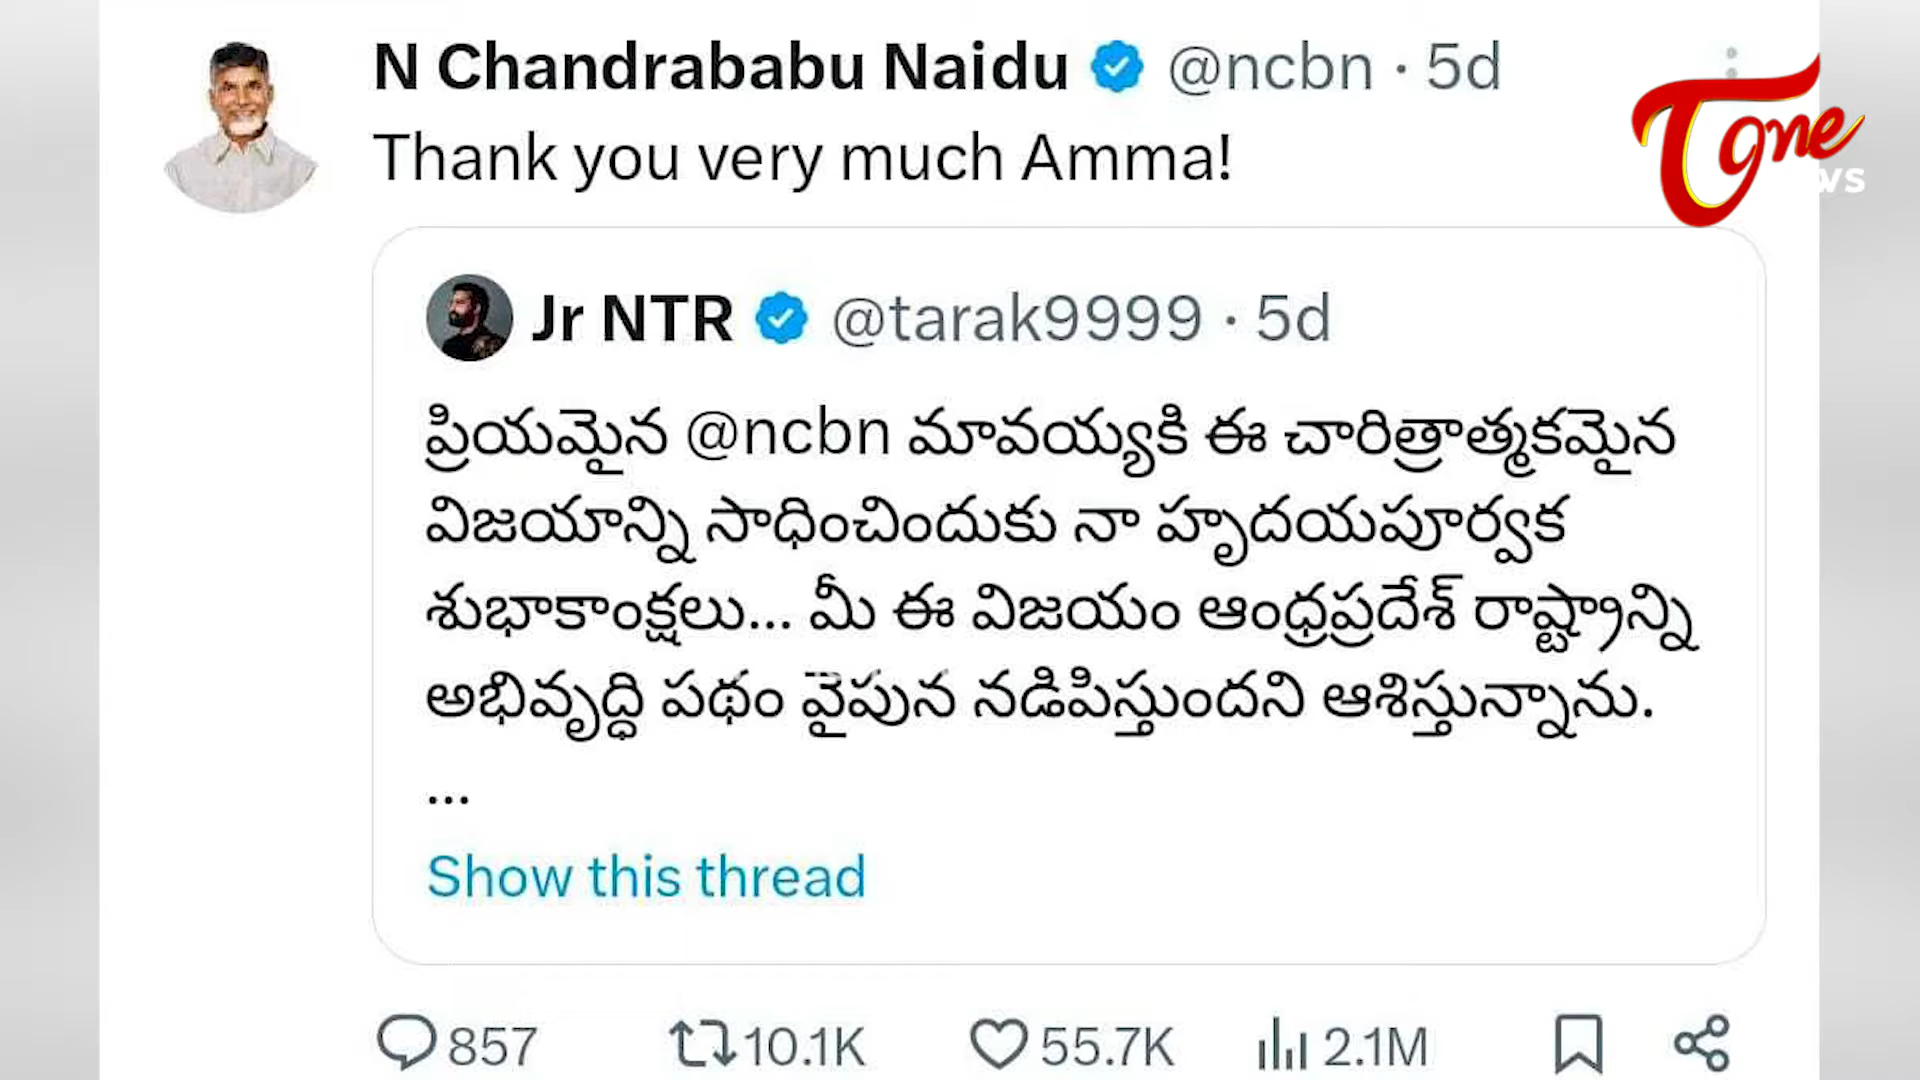 N Chandrababu Naidu @ncbn · 5d
Thank you very much Amma!
Tone
ws
Jr NTR @tarak9999 · 5d
ప్రియమైన @ncbn మావయ్యకి ఈ చారిత్రాత్మకమైన
విజయాన్ని సాధించిందుకు నా హృదయపూర్వక
శుభాకాంక్షలు... మీ ఈ విజయం ఆంధ్రప్రదేశ్ రాష్ట్రాన్ని
అభివృద్ధి పథం వైపున నడిపిస్తుందని ఆశిస్తున్నాను.
...
Show this thread
857 10.1K 55.7K 2.1M